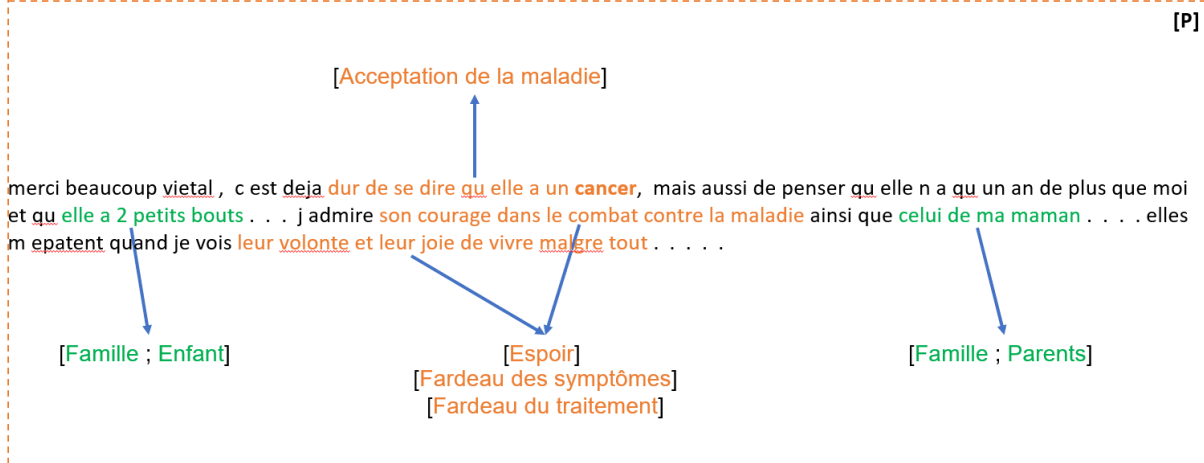 [P]
[Acceptation de la maladie]
merci beaucoup vietal , c est deja dur de se dire qu elle a un cancer, mais aussi de penser qu elle n a qu un an de plus que moi
et qu elle a 2 petits bouts . . . j admire son courage dans le combat contre la maladie ainsi que celui de ma maman . . . . elles
m epatent quand je vois leur volonte et leur joie de vivre malgre tout . . . . .
[Famille ; Enfant] [Espoir] [Famille ; Parents]
[Fardeau des symptômes]
[Fardeau du traitement]